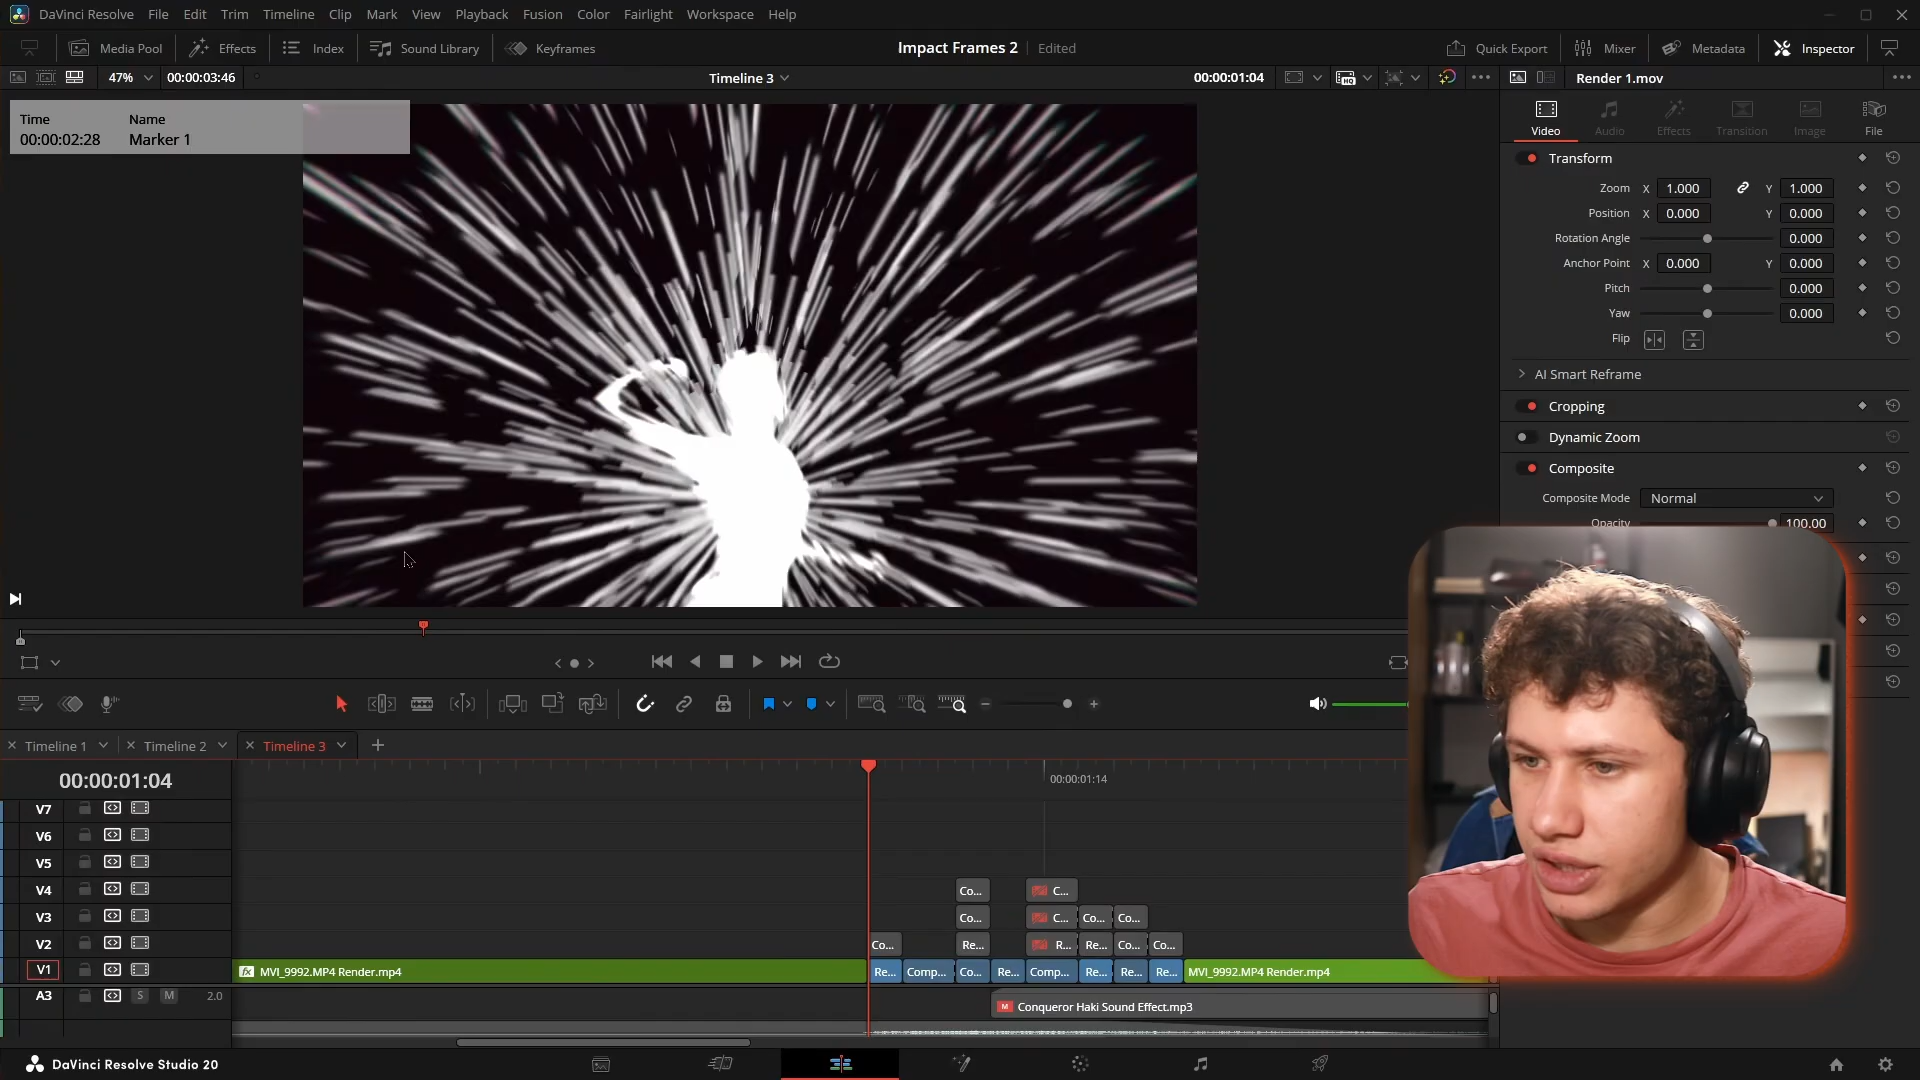 DaVinci Resolve File Edit Trim Timeline Clip Mark View Playback Fusion Color Fairlight Workspace Help
Media Pool Effects Index Sound Library Keyframes Impact Frames 2 Edited Quick Export Mixer Metadata Inspector
47% 00:00:03:46 Timeline 3 00:00:01:04 Render 1.mov
Time Name
00:00:02:28 Marker 1
Video Audio Effects Transition Image File
Transform
Zoom X 1.000 Y 1.000
Position X 0.000 Y 0.000
Rotation Angle 0.000
Anchor Point X 0.000 Y 0.000
Pitch 0.000
Yaw 0.000
Flip
AI Smart Reframe
Cropping
Dynamic Zoom
Composite
Composite Mode Normal
Opacity 100.00
Timeline 1 Timeline 2 Timeline 3
00:00:01:04 00:00:01:14
V7
V6
V5
V4 Co... C...
V3 Co... C... Co... Co...
V2 Co... Re... R... Re... Co... Co...
V1 fx MVI_9992.MP4 Render.mp4 Re... Comp... Co... Re... Comp... Re... Re... Re... MVI_9992.MP4 Render.mp4
A3 S M 2.0 M Conqueror Haki Sound Effect.mp3
DaVinci Resolve Studio 20